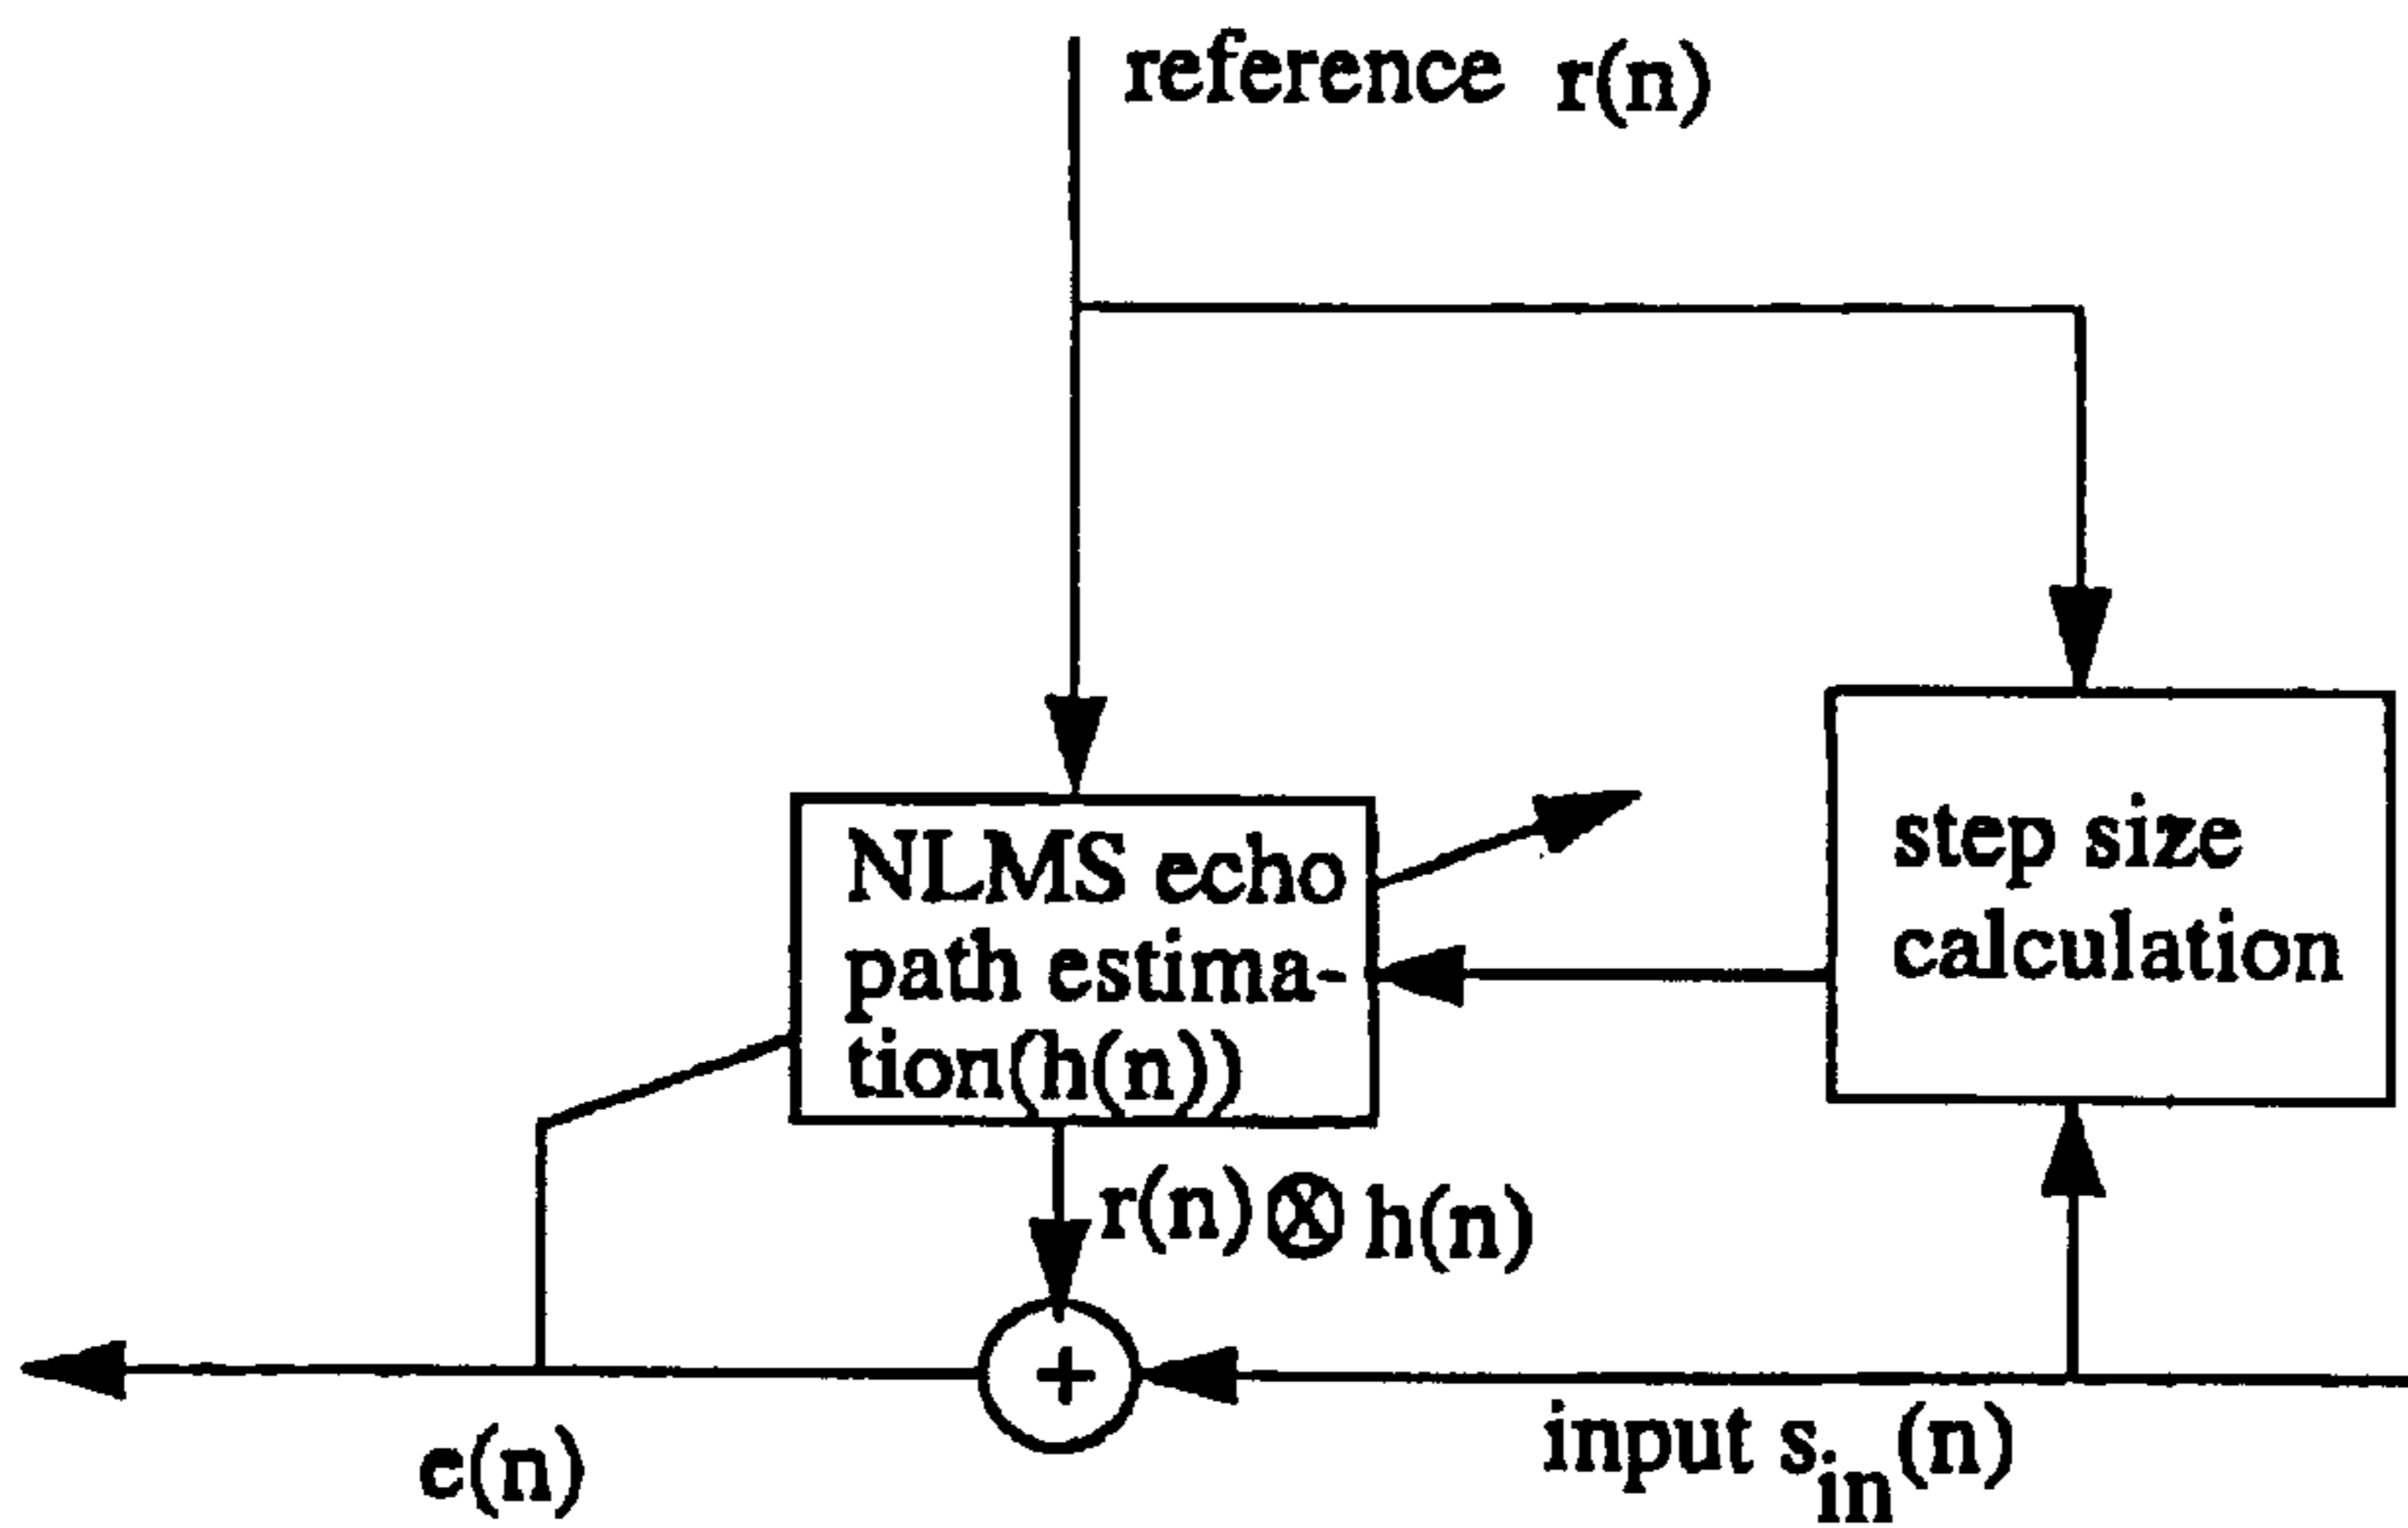 reference r(n)
NLMS echo
path estima-
tion(h(n))
step size
calculation
r(n) ⊗ h(n)
+
input s_in(n)
e(n)